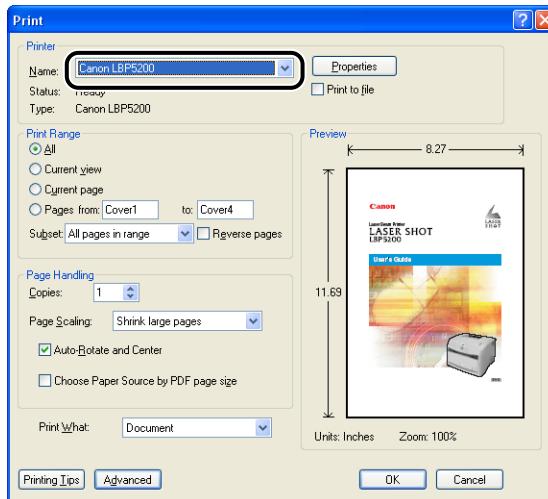 Print
Printer
Name: Canon LBP5200 Properties
Status: Ready Print to file
Type: Canon LBP5200
Print Range
All
Current view
Current page
Pages from: Cover1 to: Cover4
Subset: All pages in range Reverse pages
Preview
8.27
11.69
Canon
LaserBeam Printer
LASER SHOT
LBP5200
LASER
SHOT
User's Guide
Units: Inches Zoom: 100%
Page Handling
Copies: 1
Page Scaling: Shrink large pages
Auto-Rotate and Center
Choose Paper Source by PDF page size
Print What: Document
Printing Tips Advanced OK Cancel